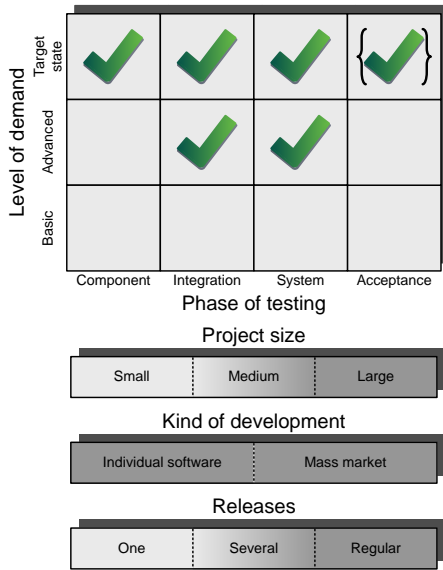 Level of demand
Target
state
Advanced
Basic
Component Integration System Acceptance
Phase of testing
Project size
Small Medium Large
Kind of development
Individual software Mass market
Releases
One Several Regular